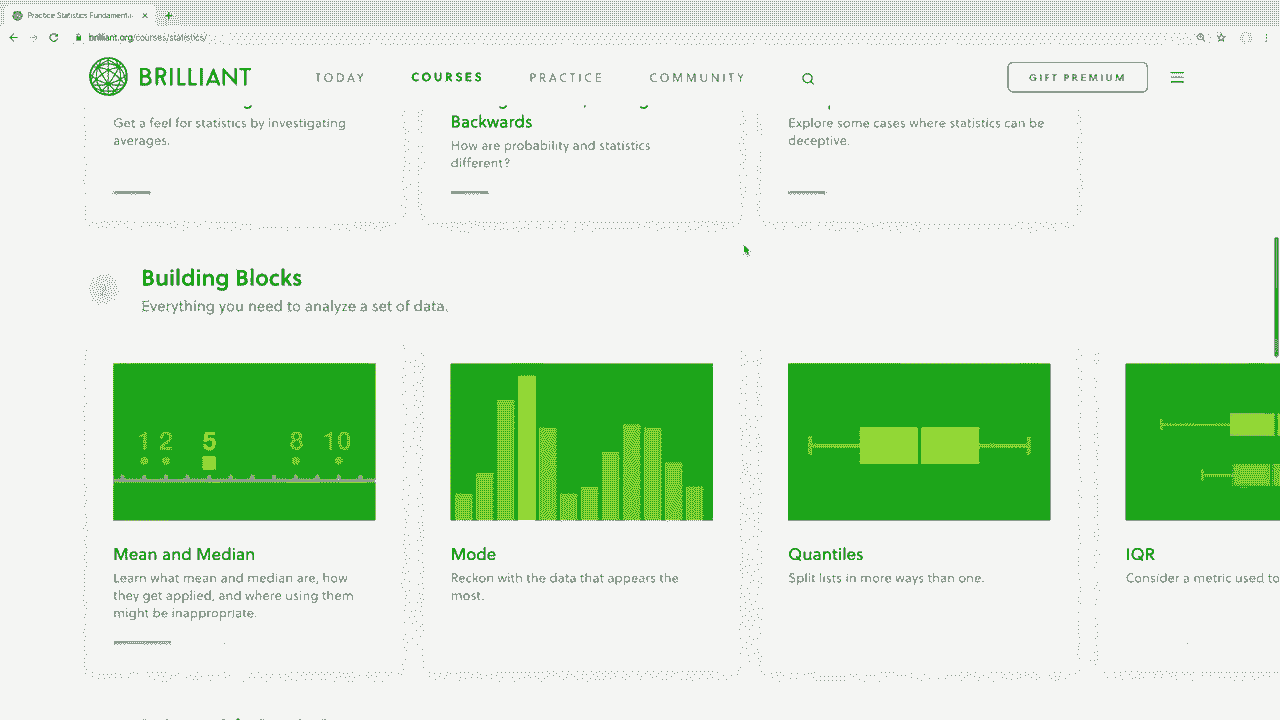 Practice Statistics Fundament
brilliant.org/courses/statistics/
BRILLIANT
TODAY
COURSES
PRACTICE
COMMUNITY
GIFT PREMIUM
Get a feel for statistics by investigating
averages.
Backwards
How are probability and statistics
different?
Explore some cases where statistics can be
deceptive.
Building Blocks
Everything you need to analyze a set of data.
1 2 5 8 10
Mean and Median
Learn what mean and median are, how
they get applied, and where using them
might be inappropriate.
Mode
Reckon with the data that appears the
most.
Quantiles
Split lists in more ways than one.
IQR
Consider a metric used to